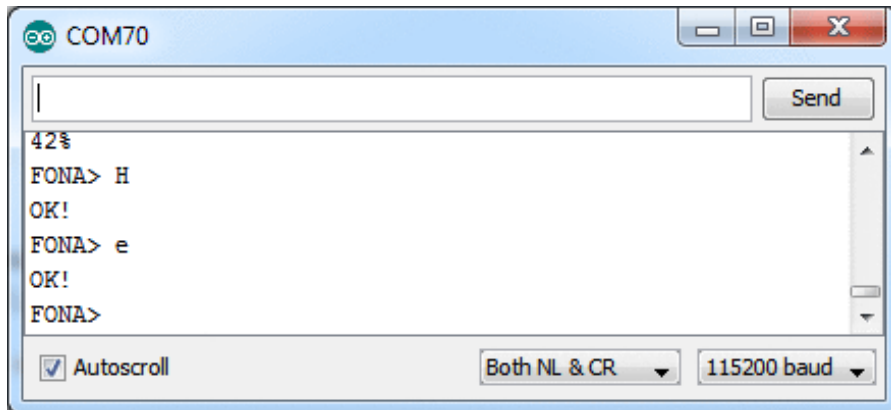 COM70
Send
42%
FONA> H
OK!
FONA> e
OK!
FONA>
Autoscroll
Both NL & CR
115200 baud